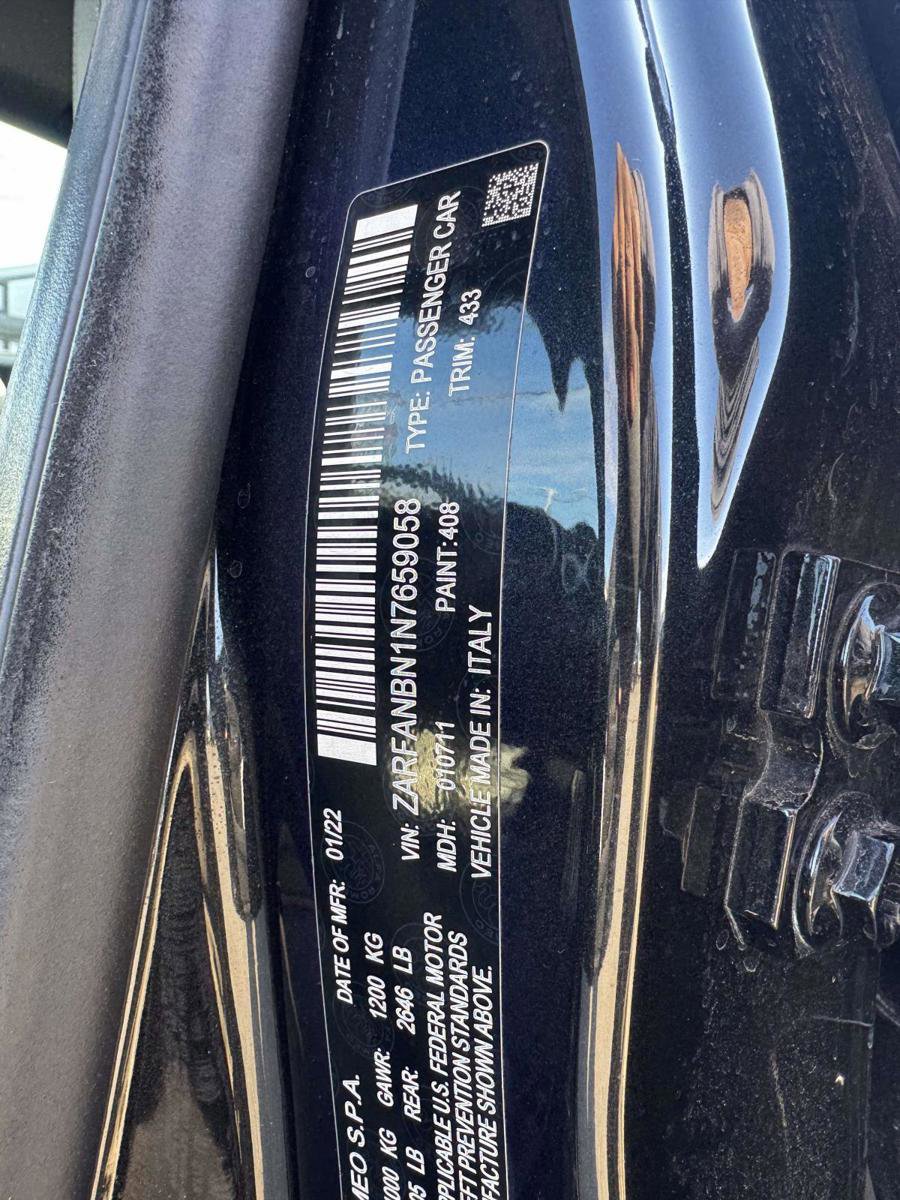 MEO S.P.A. DATE OF MFR: 01/22
000 KG GAWR: 1200 KG
05 LB REAR: 2646 LB
PPLICABLE U.S. FEDERAL MOTOR
EFT PREVENTION STANDARDS
FACTURE SHOWN ABOVE.
VIN: ZARFANBN1N7659058 TYPE: PASSENGER CAR
MDH: 010711 PAINT:408 TRIM: 433
VEHICLE MADE IN: ITALY